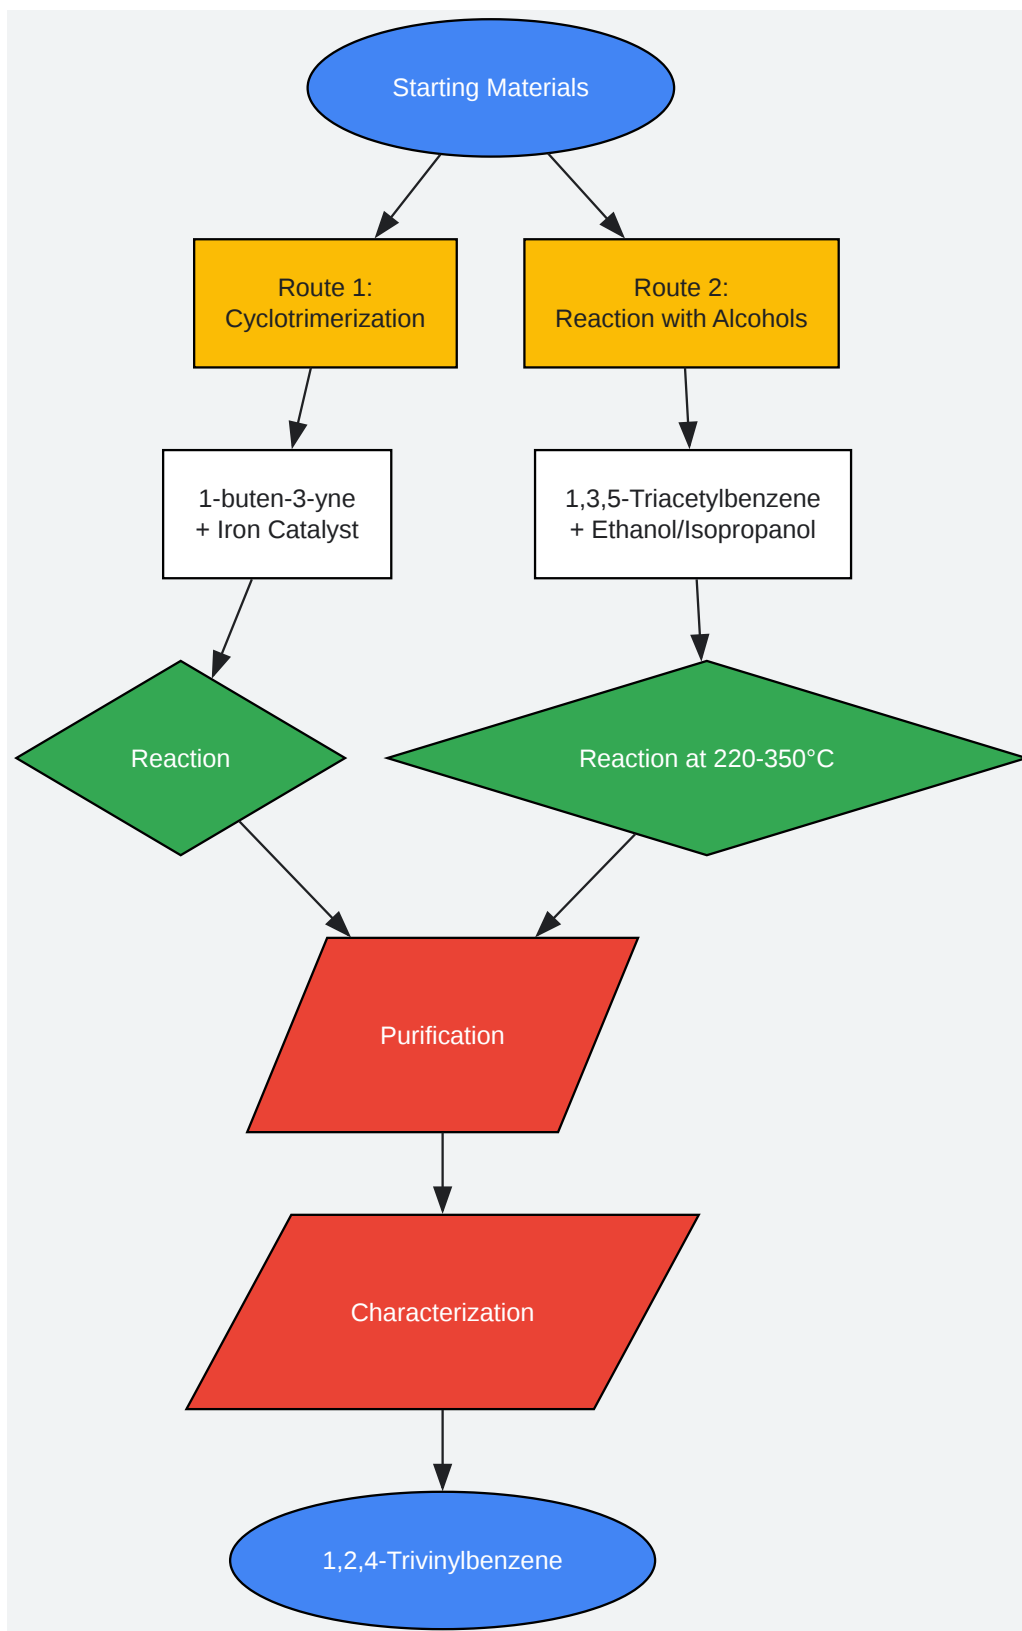 Starting Materials
Route 1:
Cyclotrimerization
Route 2:
Reaction with Alcohols
1-buten-3-yne
+ Iron Catalyst
1,3,5-Triacetylbenzene
+ Ethanol/Isopropanol
Reaction
Reaction at 220-350°C
Purification
Characterization
1,2,4-Trivinylbenzene